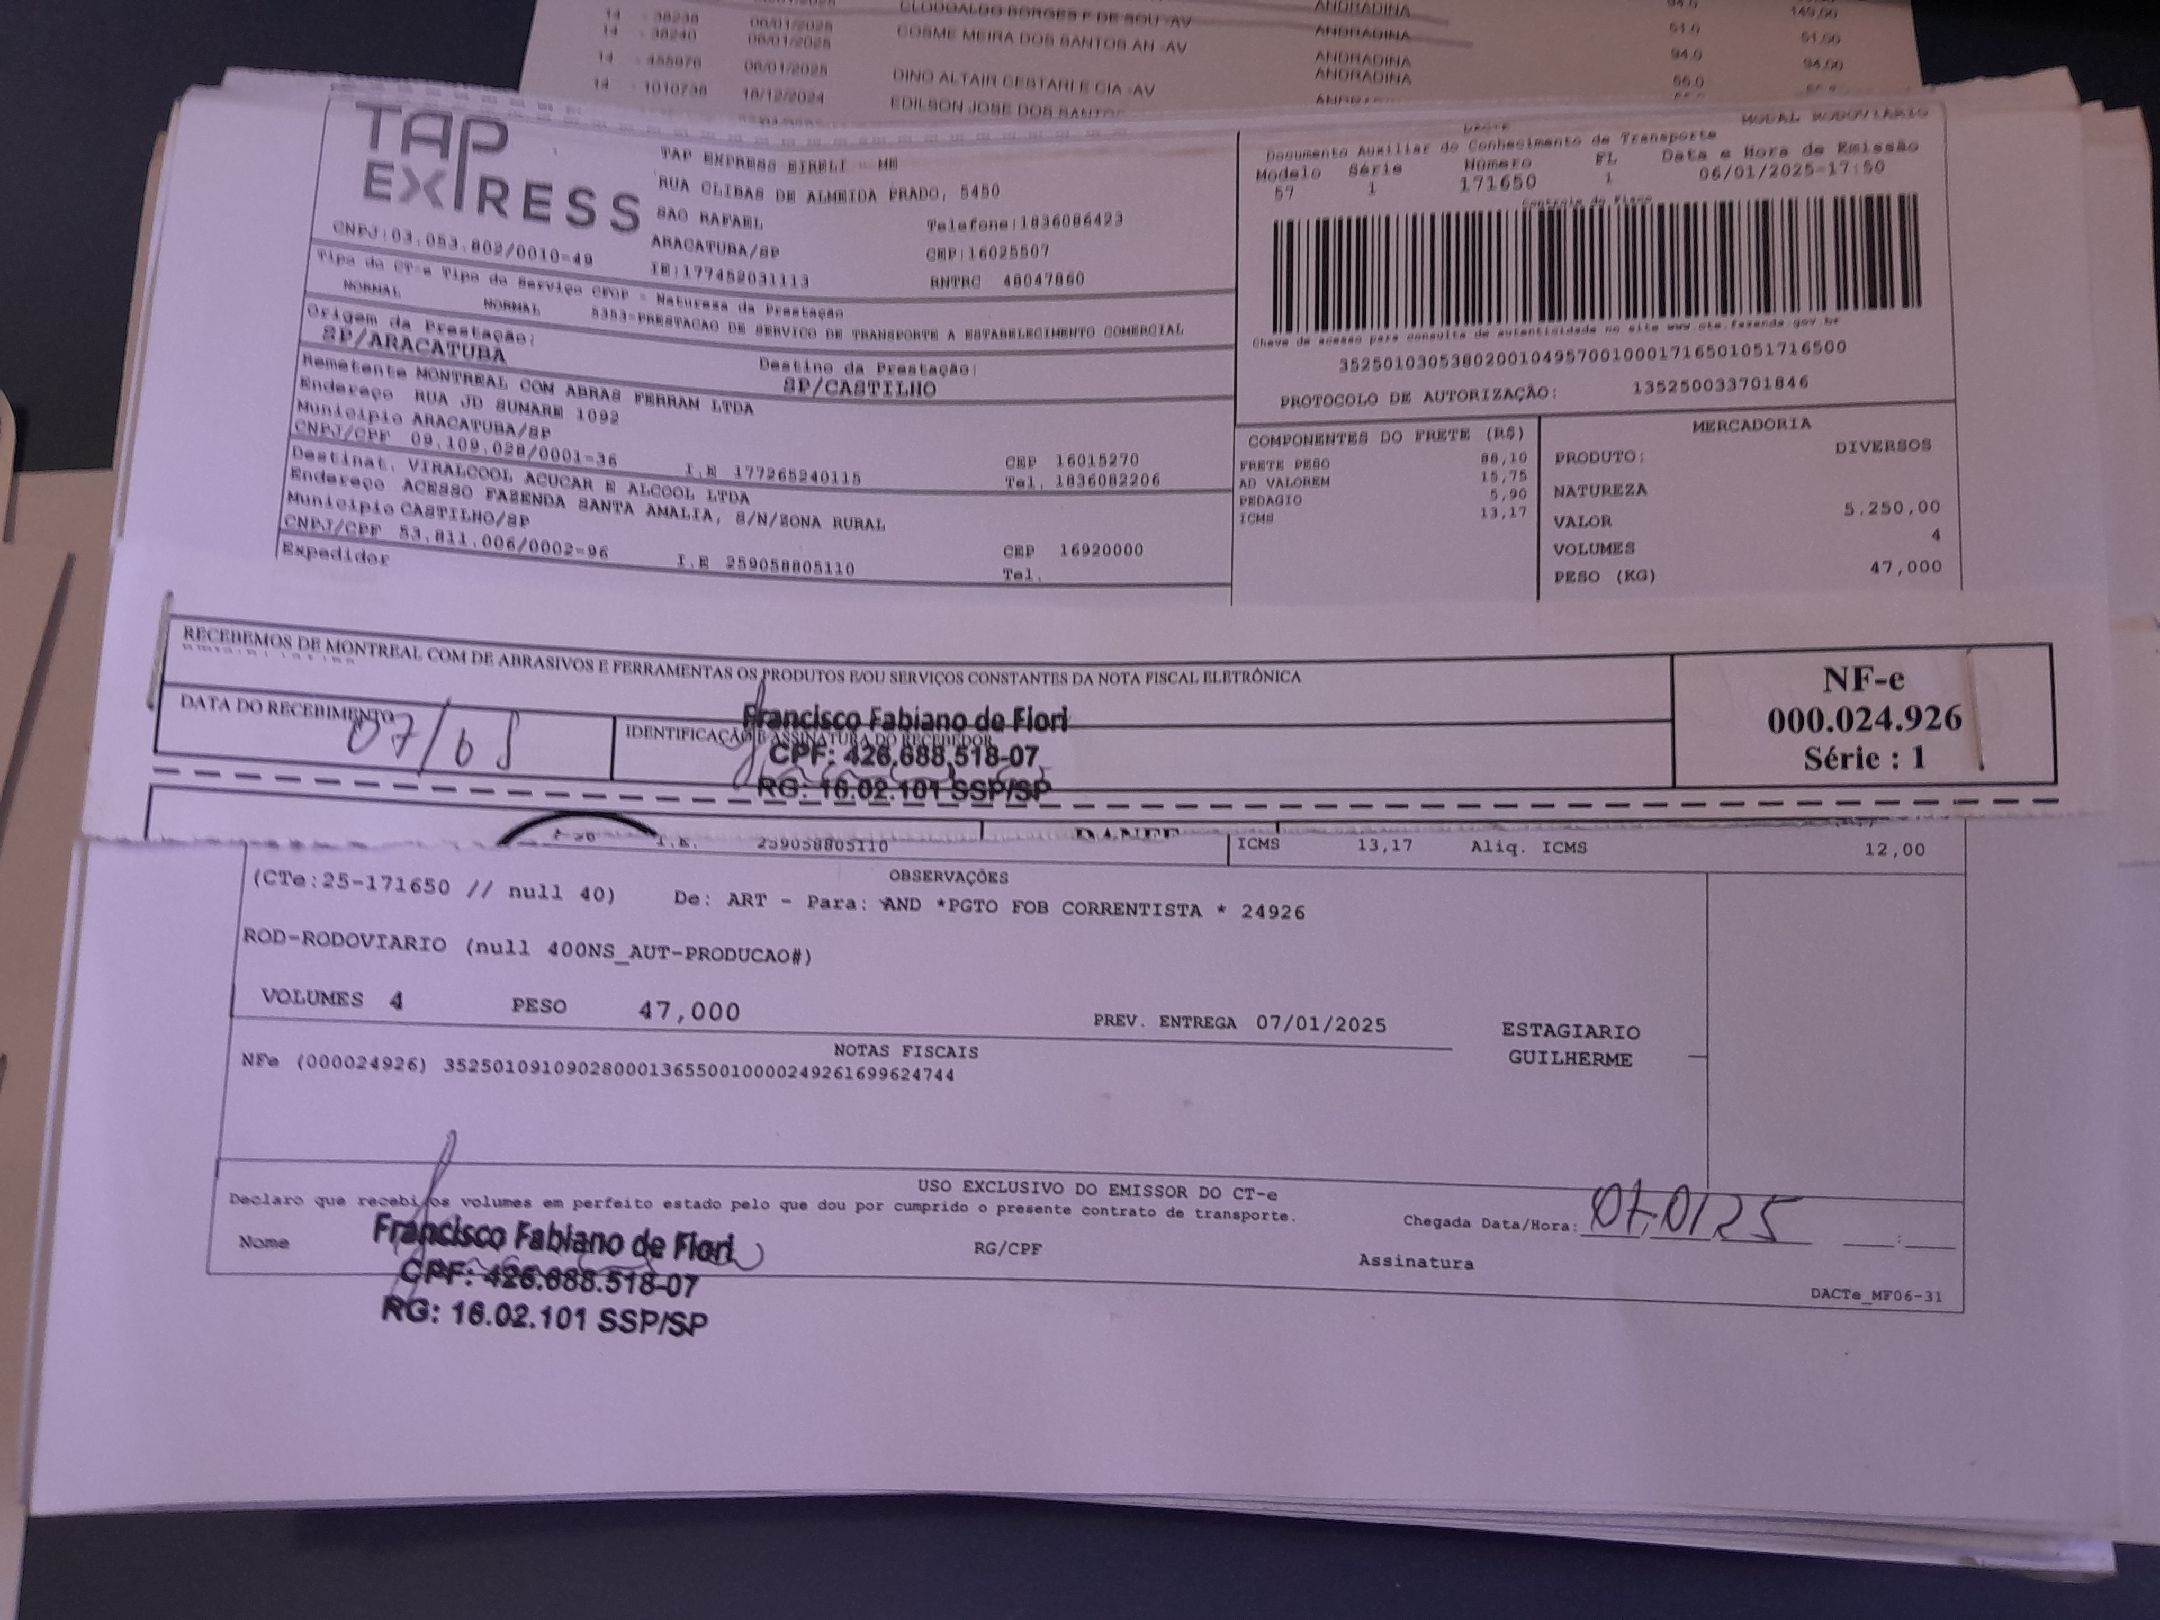 14 - 38238 06/01/2025 CLODOALDO BORGES F DE SOU -AV ANDRADINA
14 - 38240 06/01/2025 COSME MEIRA DOS SANTOS AN -AV ANDRADINA 51.0 51.00
14 - 455976 06/01/2025 DINO ALTAIR CESTARI E CIA -AV ANDRADINA 94.0 94.00
14 - 1010738 18/12/2024 EDILSON JOSE DOS SANTOS ANDRADINA
TAP EXPRESS
TAP EXPRESS EIRELI - ME
RUA CLIBAS DE ALMEIDA PRADO, 5450
SAO RAFAEL Telefone:1836086423
ARACATUBA/SP CEP:16025507
CNPJ:03.053.802/0010-49 IE:177452031113 RNTRC 48047860
DACTE MODAL RODOVIARIO
Documento Auxiliar do Conhecimento de Transporte
Modelo Série Número FL Data e Hora de Emissão
57 1 171650 1 06/01/2025-17:50
Controle do Fisco
Chave de acesso para consulta de autenticidade no site www.cte.fazenda.gov.br
35250103053802001049570010001716501051716500
PROTOCOLO DE AUTORIZAÇÃO: 135250033701846
Tipo do CT-e Tipo do Serviço CFOP - Natureza da Prestação
NORMAL NORMAL 5353-PRESTACAO DE SERVICO DE TRANSPORTE A ESTABELECIMENTO COMERCIAL
Origem da Prestação: Destino da Prestação:
SP/ARACATUBA SP/CASTILHO
Remetente MONTREAL COM ABRAS FERRAM LTDA
Endereço RUA JD SUMARE 1092
Municipio ARACATUBA/SP CEP 16015270
CNPJ/CPF 09.109.028/0001-36 I.E 177265240115 Tel. 1836082206
Destinat. VIRALCOOL ACUCAR E ALCOOL LTDA
Endereço ACESSO FAZENDA SANTA AMALIA, S/N/ZONA RURAL
Municipio CASTILHO/SP CEP 16920000
CNPJ/CPF 53.811.006/0002-96 I.E 259058805110 Tel.
Expedidor
COMPONENTES DO FRETE (R$)
FRETE PESO 88,10
AD VALOREM 15,75
PEDAGIO 5,90
ICMS 13,17
MERCADORIA
PRODUTO: DIVERSOS
NATUREZA
VALOR 5.250,00
VOLUMES 4
PESO (KG) 47,000
RECEBEMOS DE MONTREAL COM DE ABRASIVOS E FERRAMENTAS OS PRODUTOS E/OU SERVIÇOS CONSTANTES DA NOTA FISCAL ELETRÔNICA
DATA DO RECEBIMENTO
IDENTIFICAÇÃO E ASSINATURA DO RECEBEDOR
Francisco Fabiano de Fiori
CPF: 426.688.518-07
RG: 16.02.101 SSP/SP
NF-e
000.024.926
Série : 1
I.E. 259058805110 DANFE
ICMS 13,17 Aliq. ICMS 12,00
OBSERVAÇÕES
(CTe:25-171650 // null 40) De: ART - Para: AND *PGTO FOB CORRENTISTA * 24926
ROD-RODOVIARIO (null 400NS_AUT-PRODUCAO#)
VOLUMES 4 PESO 47,000 PREV. ENTREGA 07/01/2025
ESTAGIARIO
GUILHERME
NOTAS FISCAIS
NFe (000024926) 35250109109028000136550010000249261699624744
USO EXCLUSIVO DO EMISSOR DO CT-e
Declaro que recebi os volumes em perfeito estado pelo que dou por cumprido o presente contrato de transporte.
Chegada Data/Hora: 07,01,25
Nome RG/CPF Assinatura
Francisco Fabiano de Fiori
CPF: 426.688.518-07
RG: 16.02.101 SSP/SP
DACTe_MF06-31